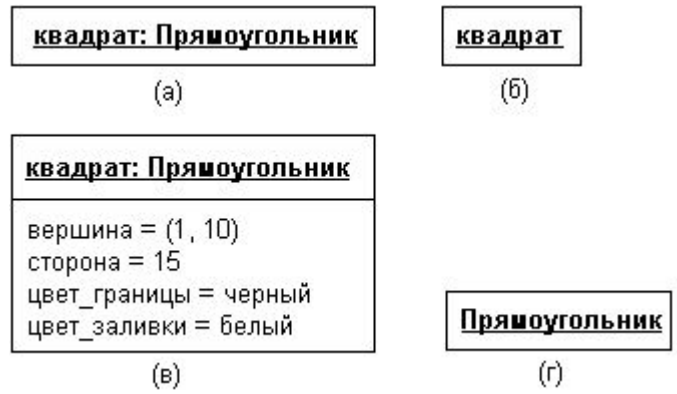 квадрат: Прямоугольник
квадрат
(а)
(б)
квадрат: Прямоугольник
вершина = (1, 10)
сторона = 15
цвет_границы = черный
цвет_заливки = белый
Прямоугольник
(в)
(г)